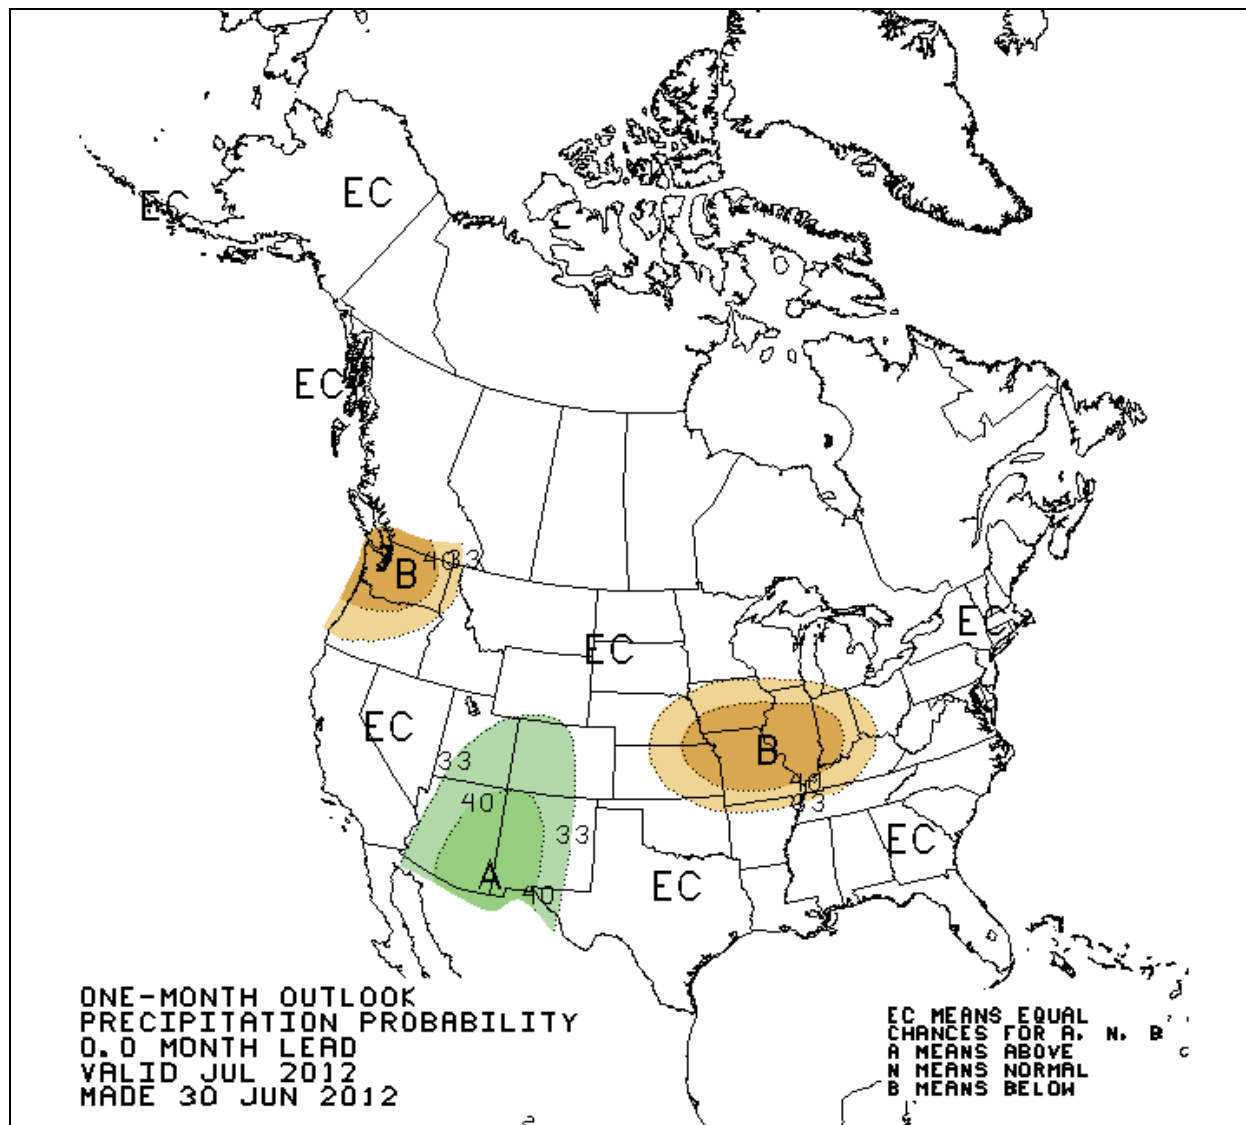 EC
EC
EC
40
33
B
E
EC
EC
B
33
40
33
40
33
A
40
EC
EC
ONE-MONTH OUTLOOK
PRECIPITATION PROBABILITY
0.0 MONTH LEAD
VALID JUL 2012
MADE 30 JUN 2012
EC MEANS EQUAL
CHANCES FOR A, N, B
A MEANS ABOVE
N MEANS NORMAL
B MEANS BELOW